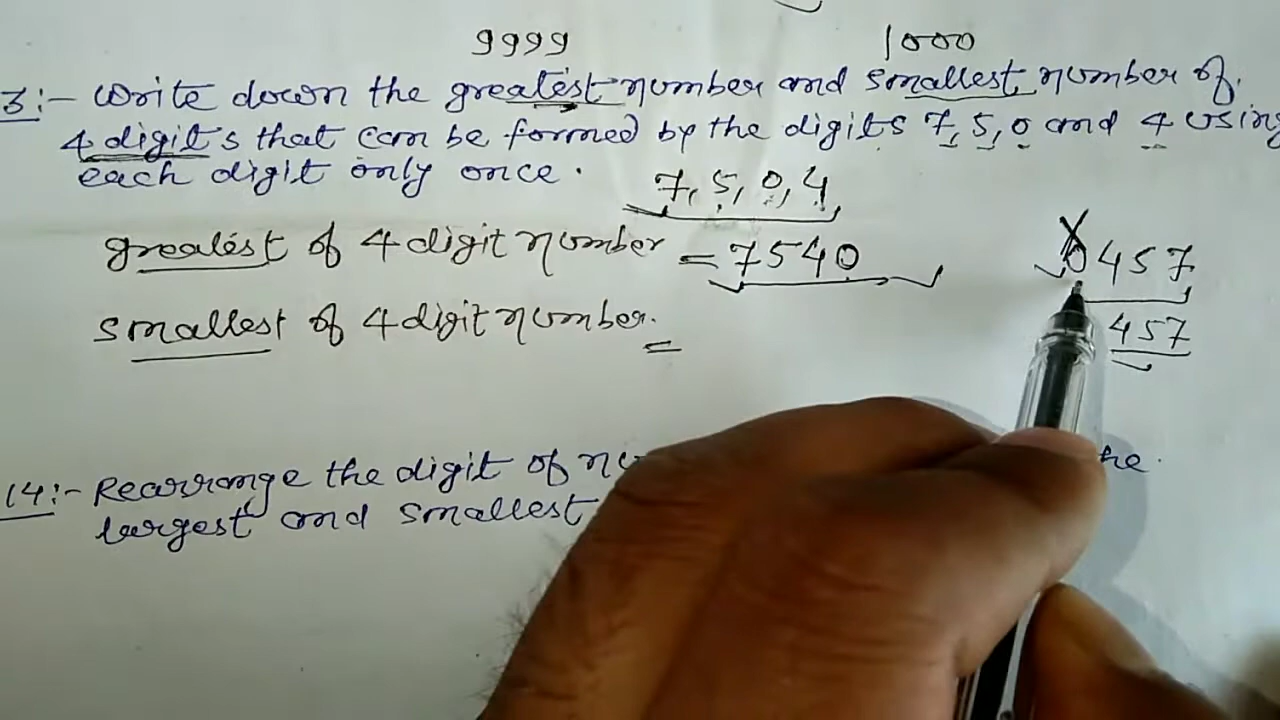 9999 1000
3:- Write down the greatest number and smallest number of.
4 digit's that can be formed by the digits 7, 5, 0 and 4 using
each digit only once.
7, 5, 0, 4
greatest of 4 digit number = 7540
0457
smallest of 4 digit number. =
457
14:- Rearrange the digit of
largest and smallest